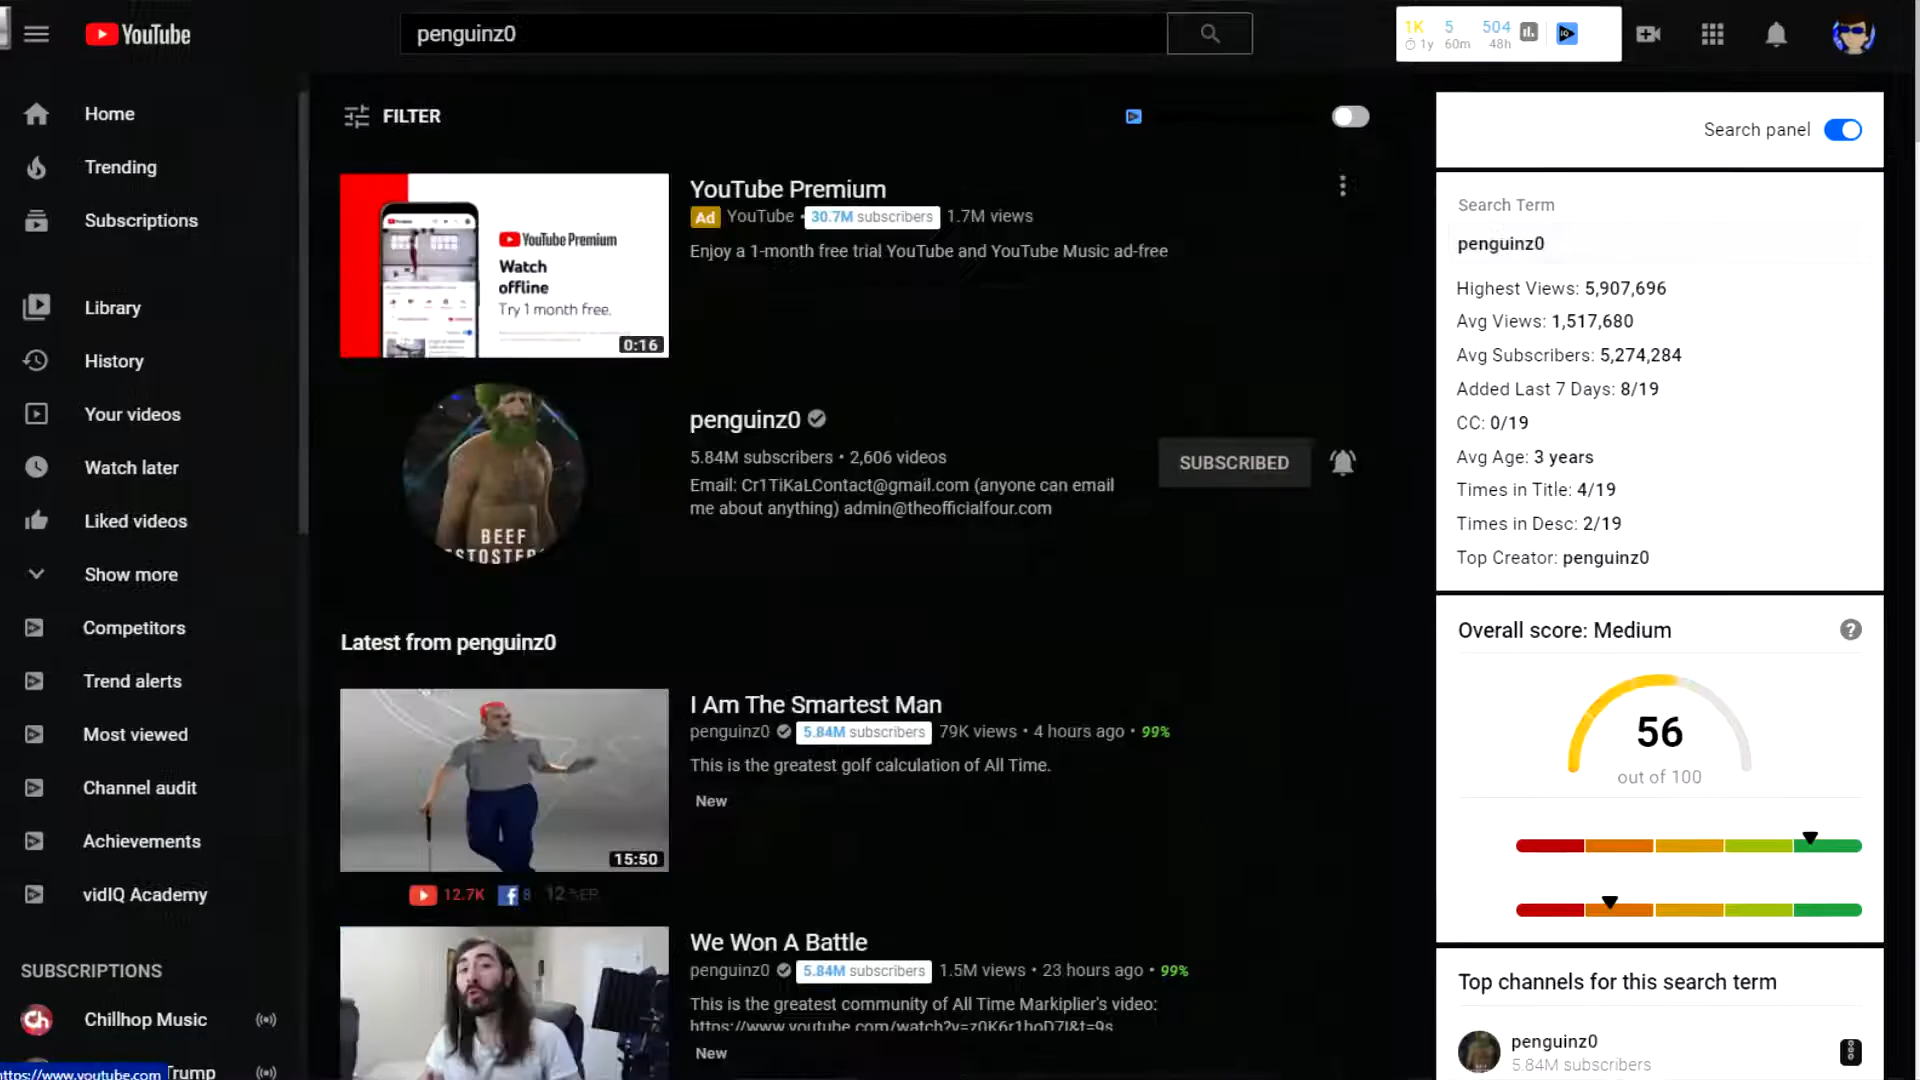 YouTube
penguinz0
1K 5 504
1y 60m 48h
Home
Trending
Subscriptions
Library
History
Your videos
Watch later
Liked videos
Show more
Competitors
Trend alerts
Most viewed
Channel audit
Achievements
vidIQ Academy
SUBSCRIPTIONS
Chillhop Music
Trump
https://www.youtube.com
FILTER
YouTube Premium
Watch
offline
Try 1 month free.
0:16
YouTube Premium
Ad YouTube • 30.7M subscribers 1.7M views
Enjoy a 1-month free trial YouTube and YouTube Music ad-free
BEEF
penguinz0
5.84M subscribers • 2,606 videos
Email: Cr1TiKaLContact@gmail.com (anyone can email
me about anything) admin@theofficialfour.com
SUBSCRIBED
Latest from penguinz0
15:50
12.7K 8
I Am The Smartest Man
penguinz0 5.84M subscribers 79K views • 4 hours ago • 99%
This is the greatest golf calculation of All Time.
New
We Won A Battle
penguinz0 5.84M subscribers 1.5M views • 23 hours ago • 99%
This is the greatest community of All Time Markiplier's video:
New
Search panel
Search Term
penguinz0
Highest Views: 5,907,696
Avg Views: 1,517,680
Avg Subscribers: 5,274,284
Added Last 7 Days: 8/19
CC: 0/19
Avg Age: 3 years
Times in Title: 4/19
Times in Desc: 2/19
Top Creator: penguinz0
Overall score: Medium
?
56
out of 100
Top channels for this search term
penguinz0
5.84M subscribers